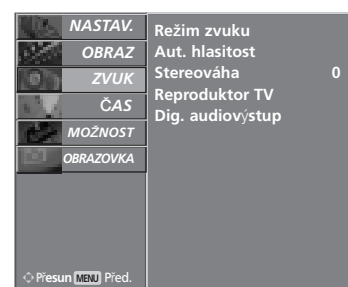 NASTAV.
OBRAZ
ZVUK
ČAS
MOŽNOST
OBRAZOVKA
Přesun MENU Před.
Režim zvuku
Aut. hlasitost
Stereováha 0
Reproduktor TV
Dig. audiovýstup